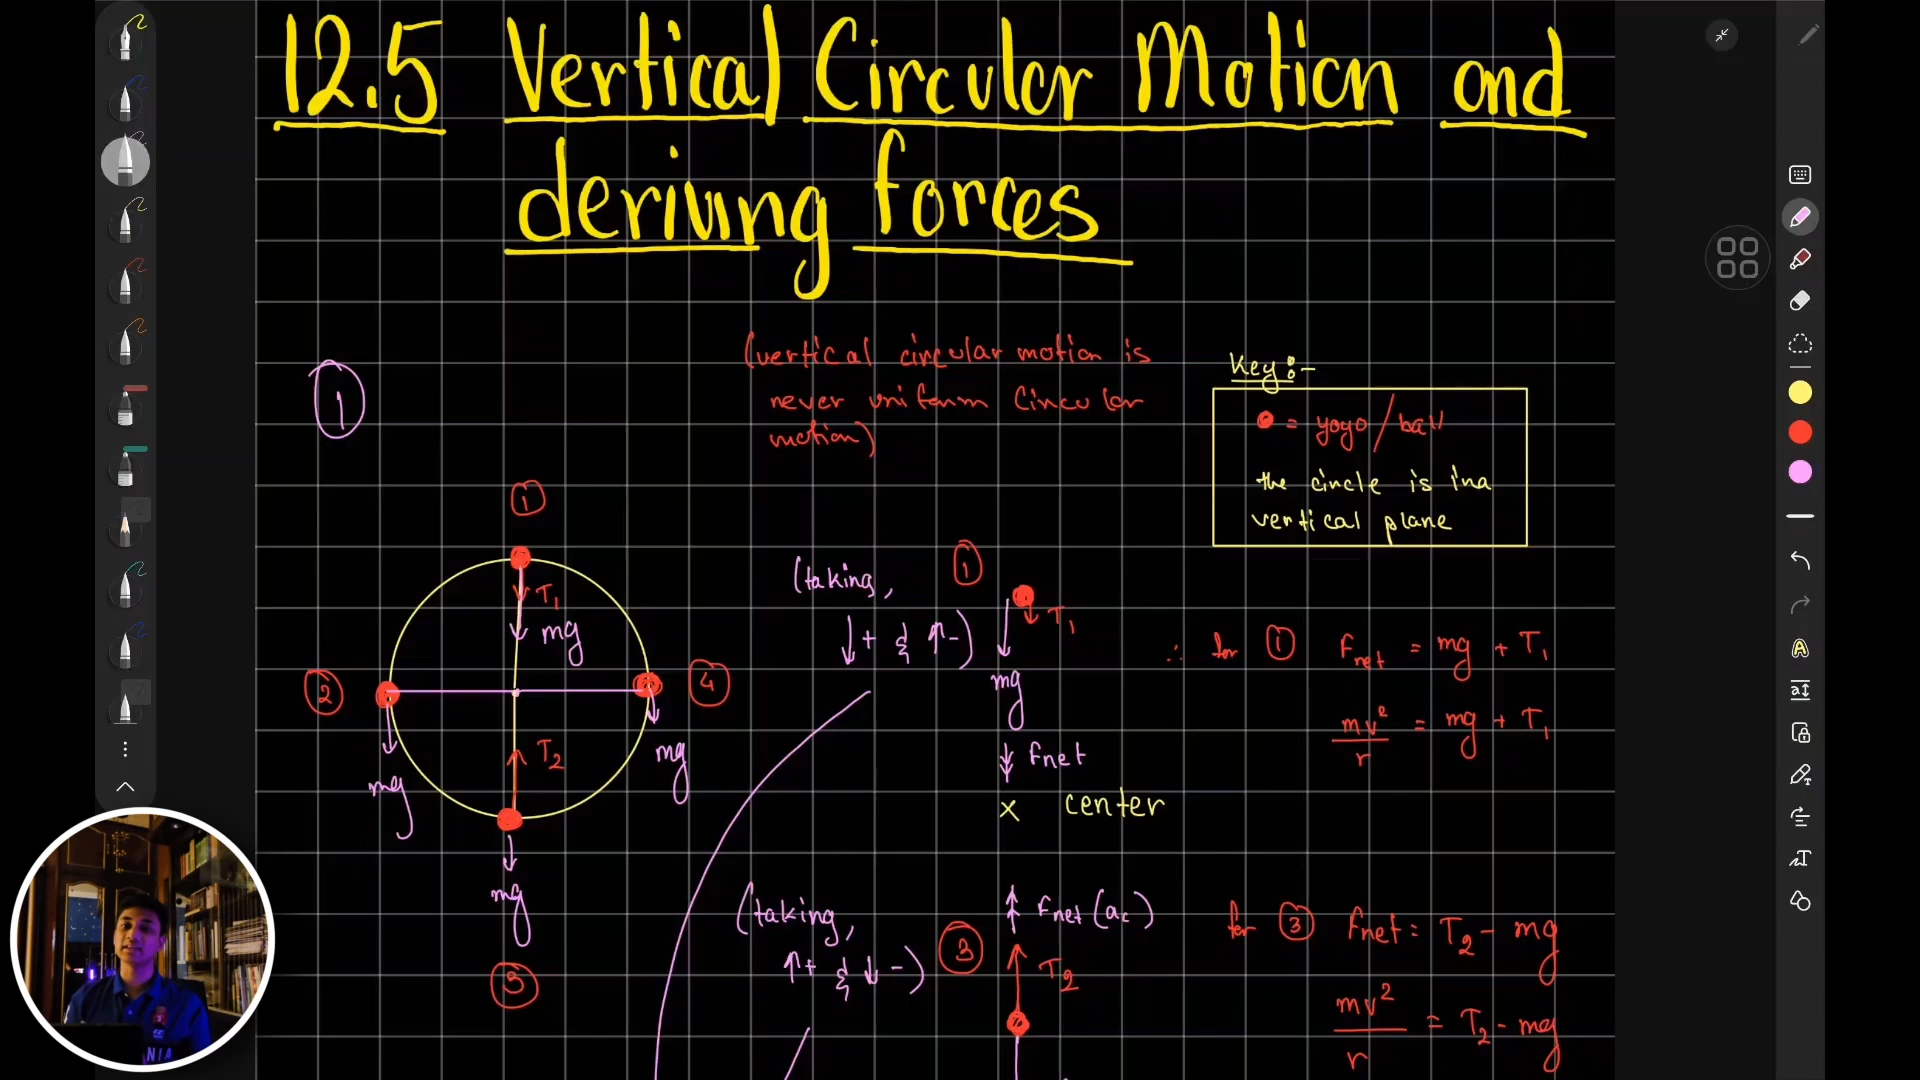 12.5 Vertical Circular Motion and
deriving forces
(vertical circular motion is
never uniform circular
motion)
Key:-
= yoyo/ball
the circle is in a
vertical plane
1
1
T1
mg
2
4
mg
T2
mg
mg
3
(taking,
↓+ & ↑-)
1
T1
mg
Fnet
x center
∴ for 1 Fnet = mg + T1
mv²/r = mg + T1
(taking,
↑+ & ↓-)
3
Fnet (ac)
T2
for 3 Fnet = T2 - mg
mv²/r = T2 - mg
NIA